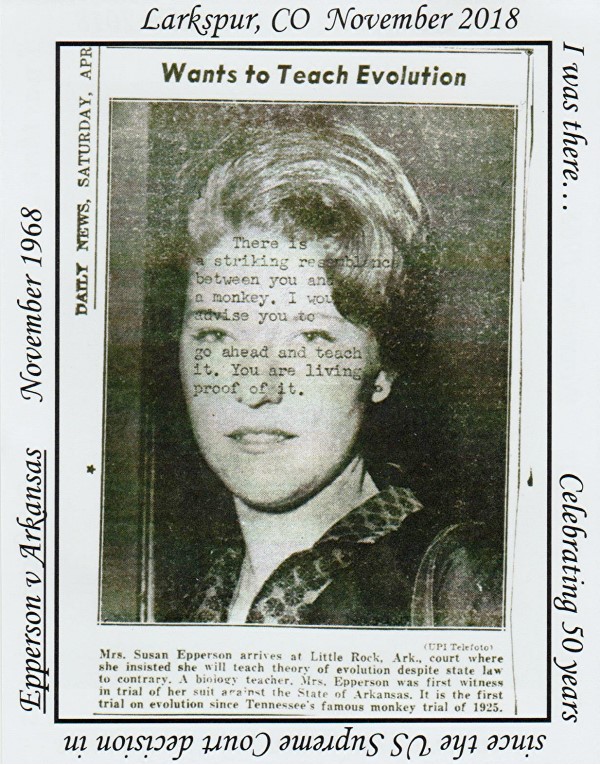 Larkspur, CO November 2018
I was there...
Celebrating 50 years
since the US Supreme Court decision in
Epperson v Arkansas November 1968
DAILY NEWS, SATURDAY, APR
Wants to Teach Evolution
There is
a striking resemblance
between you and
a monkey. I would
advise you to
go ahead and teach
it. You are living
proof of it.
(UPI Telefoto)
Mrs. Susan Epperson arrives at Little Rock, Ark., court where
she insisted she will teach theory of evolution despite state law
to contrary. A biology teacher, Mrs. Epperson was first witness
in trial of her suit against the State of Arkansas. It is the first
trial on evolution since Tennessee's famous monkey trial of 1925.